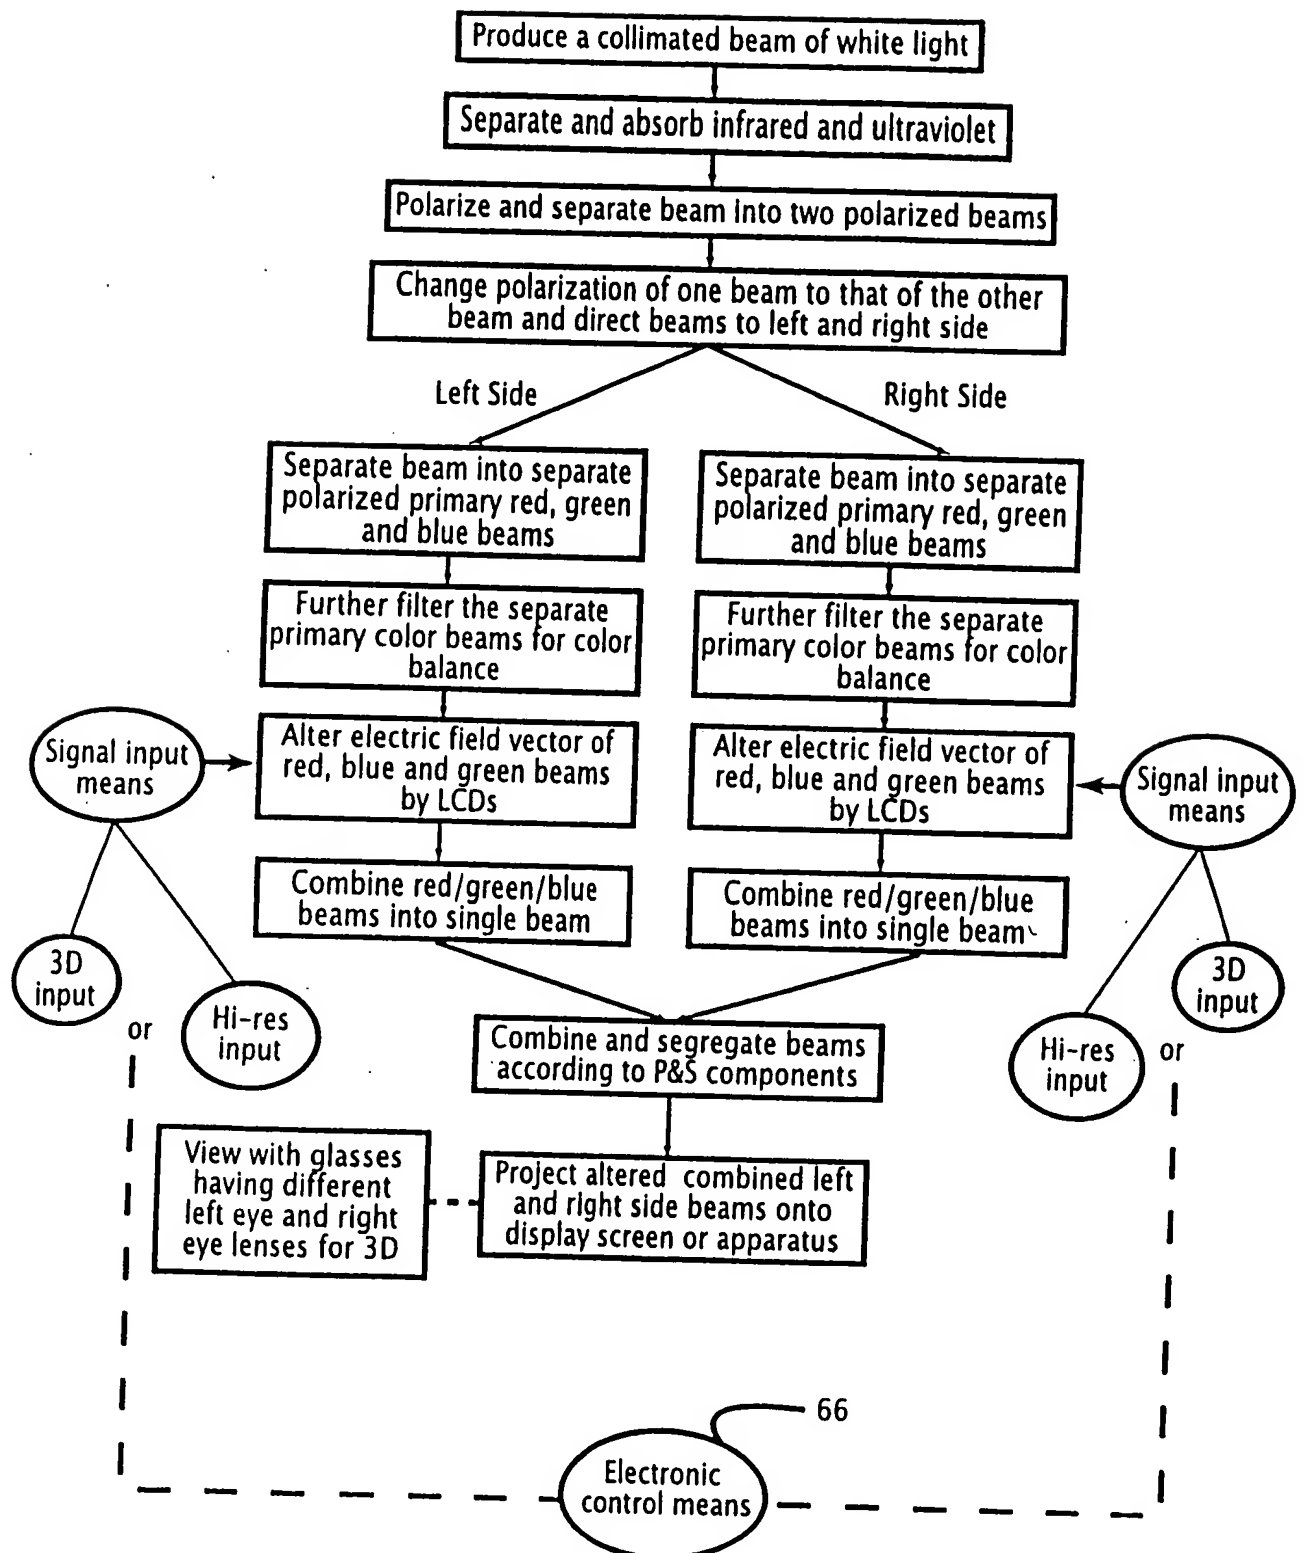 Produce a collimated beam of white light
Separate and absorb infrared and ultraviolet
Polarize and separate beam into two polarized beams
Change polarization of one beam to that of the other
beam and direct beams to left and right side
Left Side
Right Side
Separate beam into separate
polarized primary red, green
and blue beams
Separate beam into separate
polarized primary red, green
and blue beams
Further filter the separate
primary color beams for color
balance
Further filter the separate
primary color beams for color
balance
Signal input
means
Alter electric field vector of
red, blue and green beams
by LCDs
Alter electric field vector of
red, blue and green beams
by LCDs
Signal input
means
Combine red/green/blue
beams into single beam
Combine red/green/blue
beams into single beam
3D
input
or
Hi-res
input
Hi-res
input
or
3D
input
Combine and segregate beams
according to P&S components
View with glasses
having different
left eye and right
eye lenses for 3D
Project altered combined left
and right side beams onto
display screen or apparatus
66
Electronic
control means